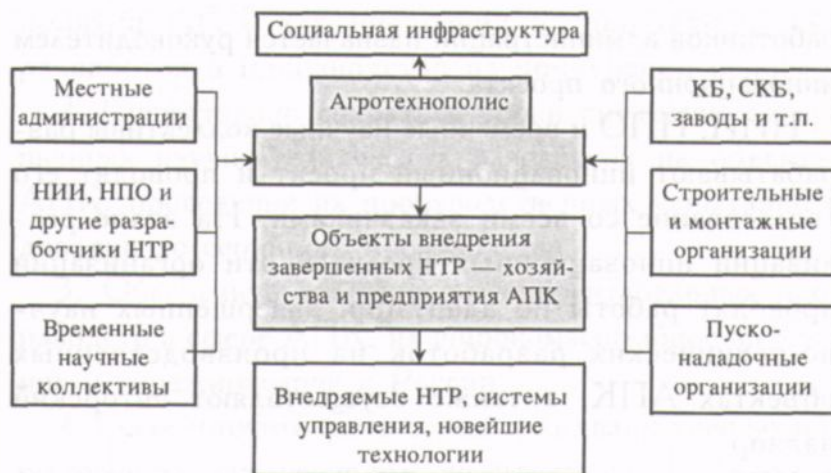 Социальная инфраструктура
Агротехнополис
Местные
администрации
НИИ, НПО и
другие разра-
ботчики НТР
Временные
научные
коллективы
Объекты внедрения
завершенных НТР — хозяй-
ства и предприятия АПК
Внедряемые НТР, системы
управления, новейшие
технологии
КБ, СКБ,
заводы и т.п.
Строительные
и монтажные
организации
Пуско-
наладочные
организации